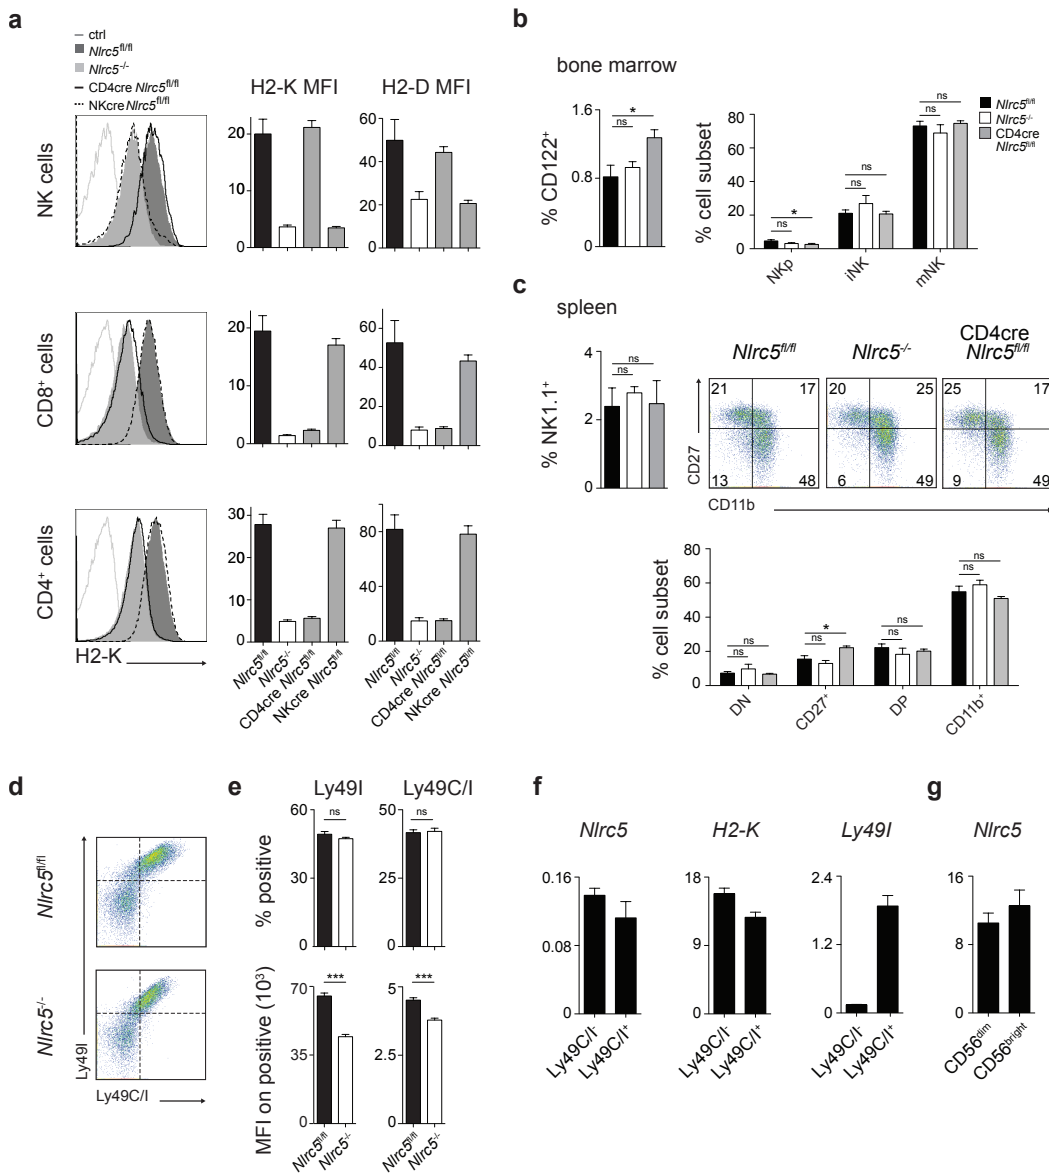 a
ctrl
Nlrc5fl/fl
Nlrc5-/-
CD4cre Nlrc5fl/fl
NKcre Nlrc5fl/fl
H2-K MFI
H2-D MFI
NK cells
20
10
0
60
40
20
0
CD8+ cells
20
10
0
60
40
20
0
CD4+ cells
30
20
10
0
80
40
0
H2-K
Nlrc5fl/fl
Nlrc5-/-
CD4cre Nlrc5fl/fl
NKcre Nlrc5fl/fl
Nlrc5fl/fl
Nlrc5-/-
CD4cre Nlrc5fl/fl
NKcre Nlrc5fl/fl
b
bone marrow
% CD122+
1.6
0.8
0
*
ns
% cell subset
80
60
40
20
0
*
ns
ns
ns
ns
ns
NKp
iNK
mNK
Nlrc5fl/fl
Nlrc5-/-
CD4cre
Nlrc5fl/fl
c
spleen
% NK1.1+
4
2
0
ns
ns
Nlrc5fl/fl
Nlrc5-/-
CD4cre
Nlrc5fl/fl
21 17
13 48
20 25
6 49
25 17
9 49
CD27
CD11b
% cell subset
80
60
40
20
0
ns
ns
*
ns
ns
ns
ns
ns
DN
CD27+
DP
CD11b+
d
Nlrc5fl/fl
Nlrc5-/-
Ly49I
Ly49C/I
e
Ly49I
Ly49C/I
% positive
60
30
0
ns
50
25
0
ns
MFI on positive (10³)
70
35
0
***
5
2.5
0
***
Nlrc5fl/fl
Nlrc5-/-
Nlrc5fl/fl
Nlrc5-/-
f
Nlrc5
0.16
0.08
0
Ly49C/I-
Ly49C/I+
H2-K
18
9
0
Ly49C/I-
Ly49C/I+
Ly49I
2.4
1.2
0
Ly49C/I-
Ly49C/I+
g
Nlrc5
16
8
0
CD56dim
CD56bright